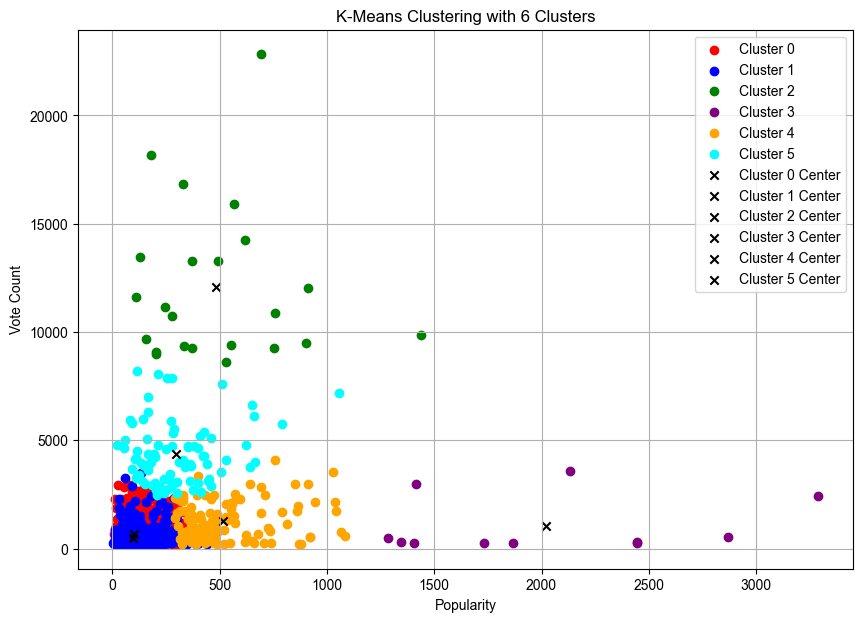 K-Means Clustering with 6 Clusters
Cluster 0
Cluster 1
Cluster 2
Cluster 3
Cluster 4
Cluster 5
Cluster 0 Center
Cluster 1 Center
Cluster 2 Center
Cluster 3 Center
Cluster 4 Center
Cluster 5 Center
Vote Count
20000
15000
10000
5000
0
0
500
1000
1500
2000
2500
3000
Popularity